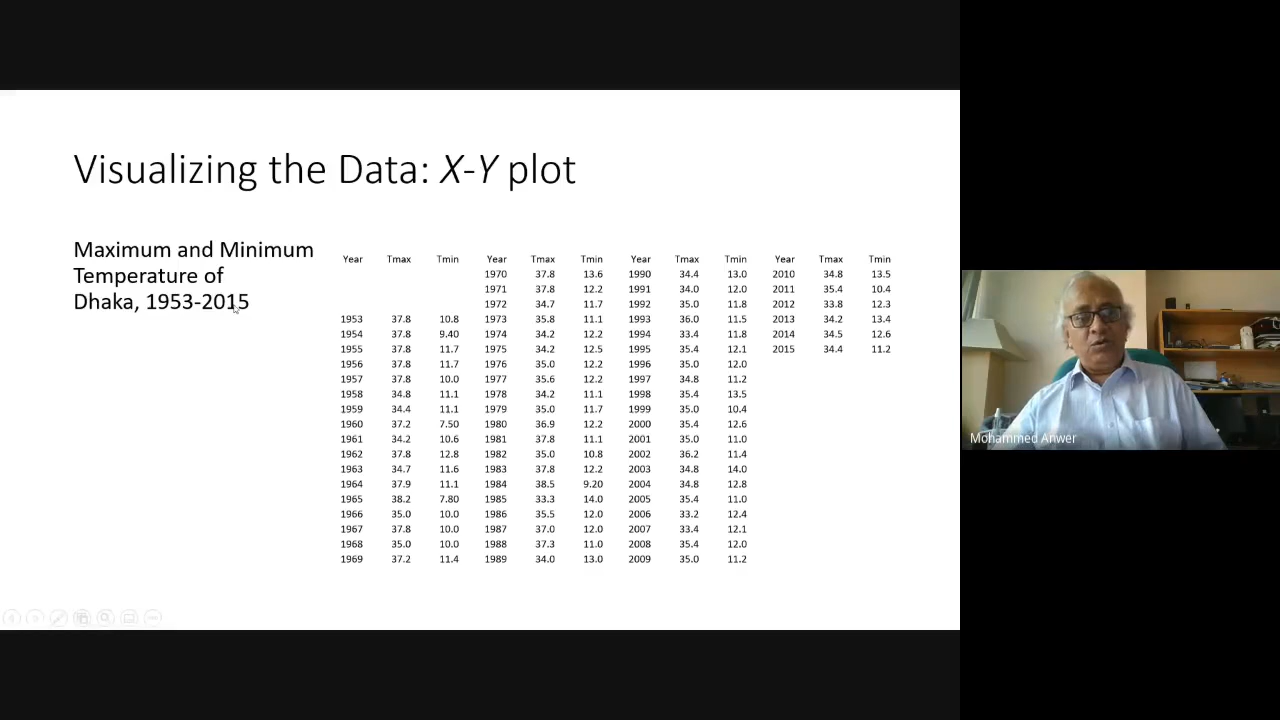 Visualizing the Data: X-Y plot
Maximum and Minimum
Temperature of
Dhaka, 1953-2015
Year Tmax Tmin Year Tmax Tmin Year Tmax Tmin Year Tmax Tmin
1970 37.8 13.6 1990 34.4 13.0 2010 34.8 13.5
1971 37.8 12.2 1991 34.0 12.0 2011 35.4 10.4
1972 34.7 11.7 1992 35.0 11.8 2012 33.8 12.3
1953 37.8 10.8 1973 35.8 11.1 1993 36.0 11.5 2013 34.2 13.4
1954 37.8 9.40 1974 34.2 12.2 1994 33.4 11.8 2014 34.5 12.6
1955 37.8 11.7 1975 34.2 12.5 1995 35.4 12.1 2015 34.4 11.2
1956 37.8 11.7 1976 35.0 12.2 1996 35.0 12.0
1957 37.8 10.0 1977 35.6 12.2 1997 34.8 11.2
1958 34.8 11.1 1978 34.2 11.1 1998 35.4 13.5
1959 34.4 11.1 1979 35.0 11.7 1999 35.0 10.4
1960 37.2 7.50 1980 36.9 12.2 2000 35.4 12.6
1961 34.2 10.6 1981 37.8 11.1 2001 35.0 11.0
1962 37.8 12.8 1982 35.0 10.8 2002 36.2 11.4
1963 34.7 11.6 1983 37.8 12.2 2003 34.8 14.0
1964 37.9 11.1 1984 38.5 9.20 2004 34.8 12.8
1965 38.2 7.80 1985 33.3 14.0 2005 35.4 11.0
1966 35.0 10.0 1986 35.5 12.0 2006 33.2 12.4
1967 37.8 10.0 1987 37.0 12.0 2007 33.4 12.1
1968 35.0 10.0 1988 37.3 11.0 2008 35.4 12.0
1969 37.2 11.4 1989 34.0 13.0 2009 35.0 11.2
Mohammed Anwer